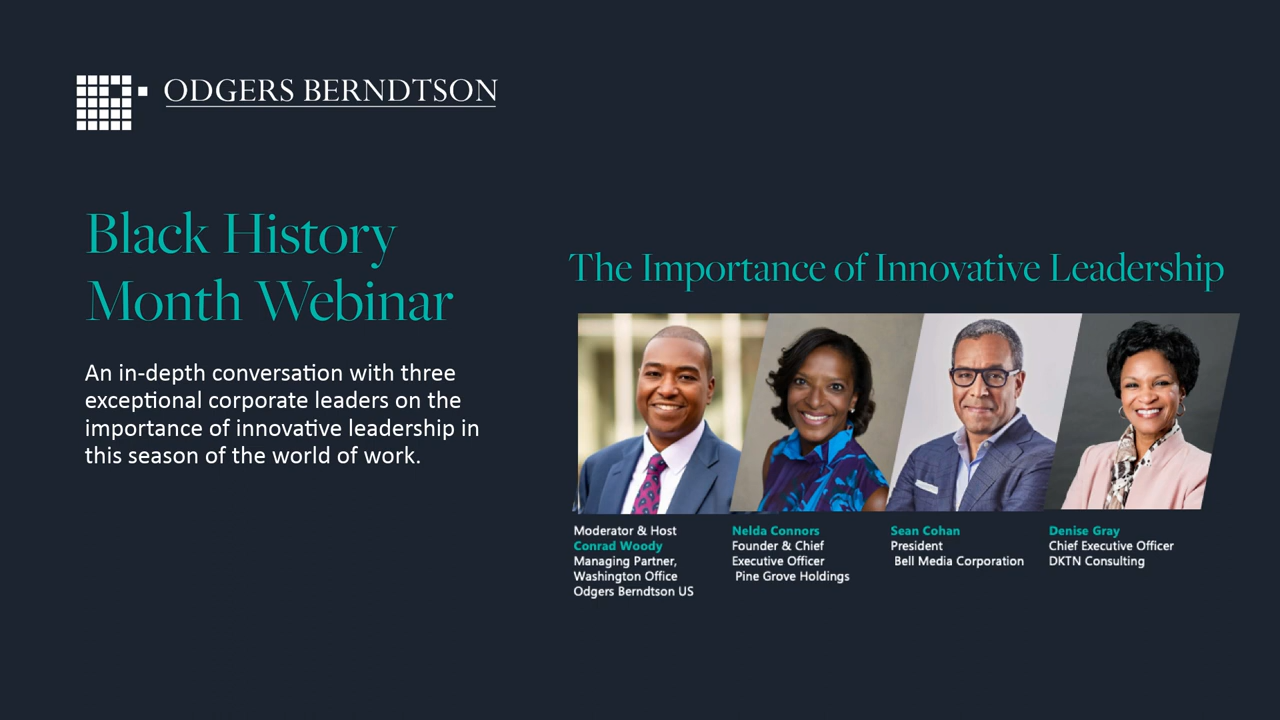 ODGERS BERNDTSON
Black History
Month Webinar
An in-depth conversation with three
exceptional corporate leaders on the
importance of innovative leadership in
this season of the world of work.
The Importance of Innovative Leadership
Moderator & Host
Conrad Woody
Managing Partner,
Washington Office
Odgers Berndtson US
Nelda Connors
Founder & Chief
Executive Officer
Pine Grove Holdings
Sean Cohan
President
Bell Media Corporation
Denise Gray
Chief Executive Officer
DKTN Consulting